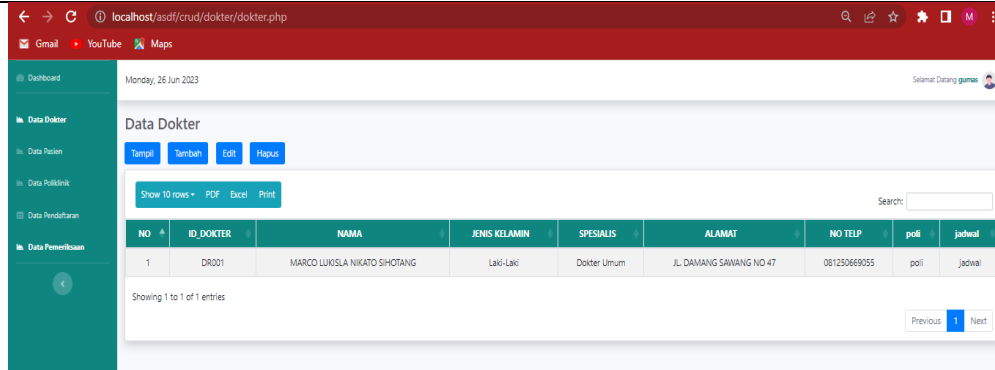 localhost/asdf/crud/dokter/dokter.php
M
Gmail YouTube Maps
Dashboard
Monday, 26 Jun 2023
Selamat Datang gumas
Data Dokter
Data Pasien
Data Poliklinik
Data Pendaftaran
Data Pemeriksaan
Data Dokter
Tampil Tambah Edit Hapus
Show 10 rows PDF Excel Print
Search:
NO ID_DOKTER NAMA JENIS KELAMIN SPESIALIS ALAMAT NO TELP poli jadwal
1 DR001 MARCO LUKISLA NIKATO SIHOTANG Laki-Laki Dokter Umum JL. DAMANG SAWANG NO 47 081250669055 poli jadwal
Showing 1 to 1 of 1 entries
Previous 1 Next